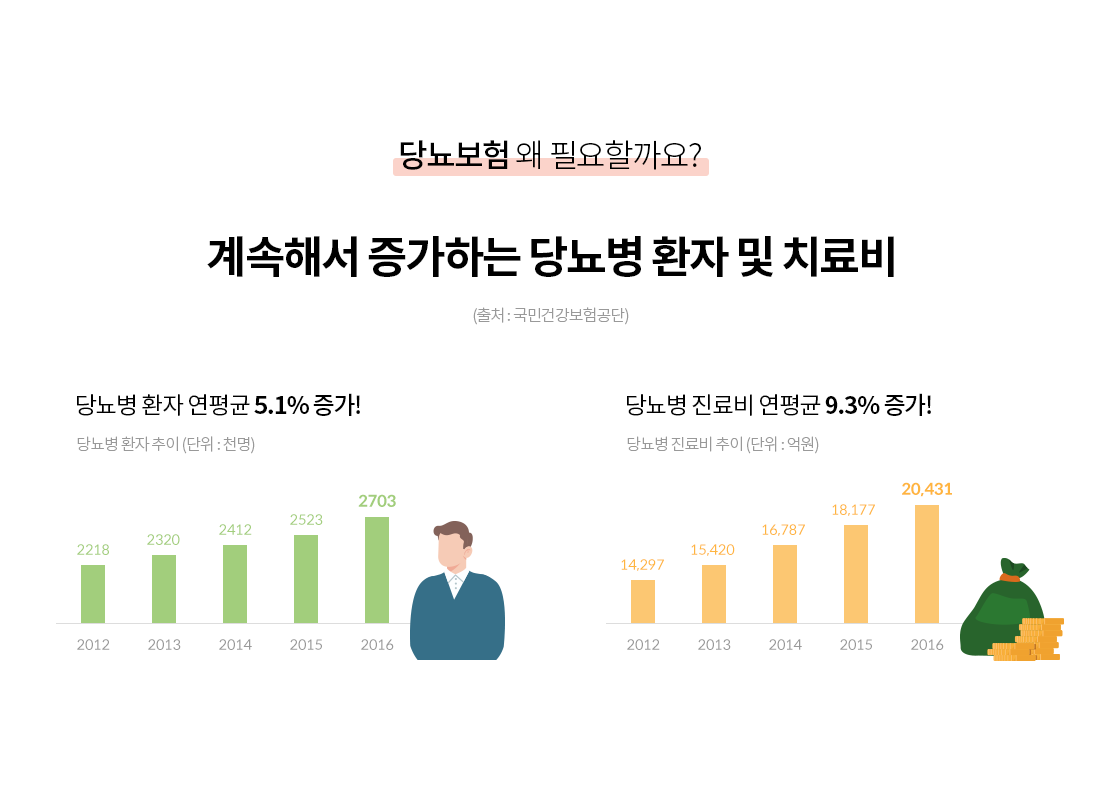 당뇨보험 왜 필요할까요?
계속해서 증가하는 당뇨병 환자 및 치료비
(출처 : 국민건강보험공단)
당뇨병 환자 연평균 5.1% 증가!
당뇨병 환자 추이 (단위 : 천명)
2218 2320 2412 2523 2703
2012 2013 2014 2015 2016
당뇨병 진료비 연평균 9.3% 증가!
당뇨병 진료비 추이 (단위 : 억원)
14,297 15,420 16,787 18,177 20,431
2012 2013 2014 2015 2016